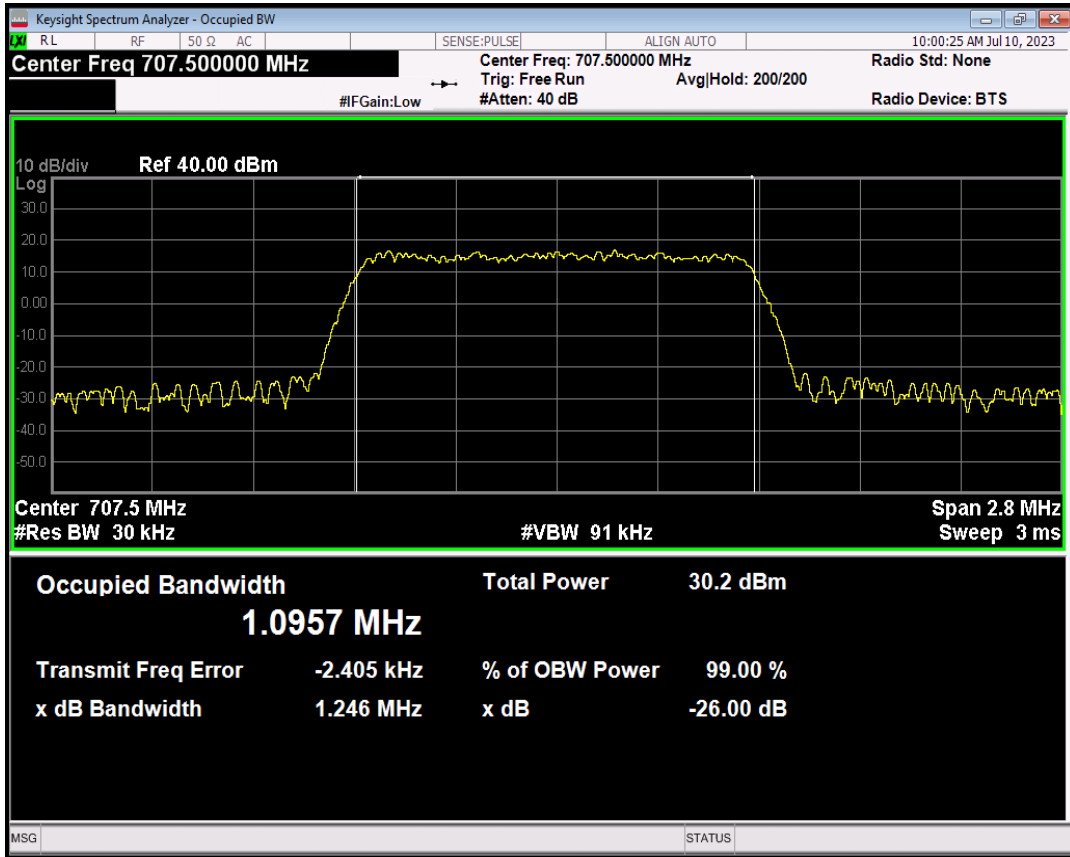 Keysight Spectrum Analyzer - Occupied BW
LXI RL RF 50 Ω AC SENSE:PULSE ALIGN AUTO 10:00:25 AM Jul 10, 2023
Center Freq 707.500000 MHz Center Freq: 707.500000 MHz Radio Std: None
Trig: Free Run Avg|Hold: 200/200
#IFGain:Low #Atten: 40 dB Radio Device: BTS
10 dB/div Ref 40.00 dBm
Log
30.0
20.0
10.0
0.00
-10.0
-20.0
-30.0
-40.0
-50.0
Center 707.5 MHz Span 2.8 MHz
#Res BW 30 kHz #VBW 91 kHz Sweep 3 ms
Occupied Bandwidth Total Power 30.2 dBm
1.0957 MHz
Transmit Freq Error -2.405 kHz % of OBW Power 99.00 %
x dB Bandwidth 1.246 MHz x dB -26.00 dB
MSG STATUS